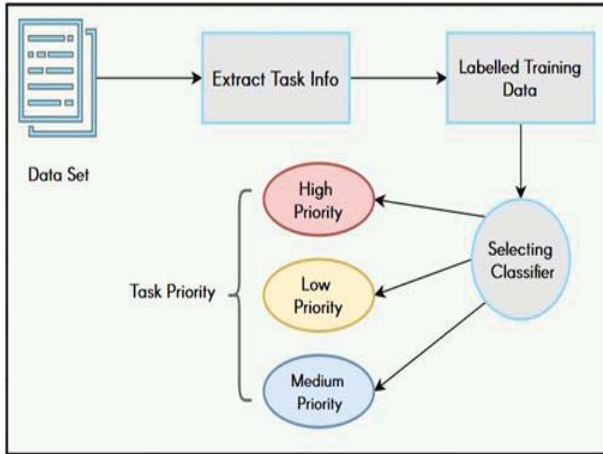 Data Set
Extract Task Info
Labelled Training
Data
Selecting
Classifier
Task Priority
High
Priority
Low
Priority
Medium
Priority